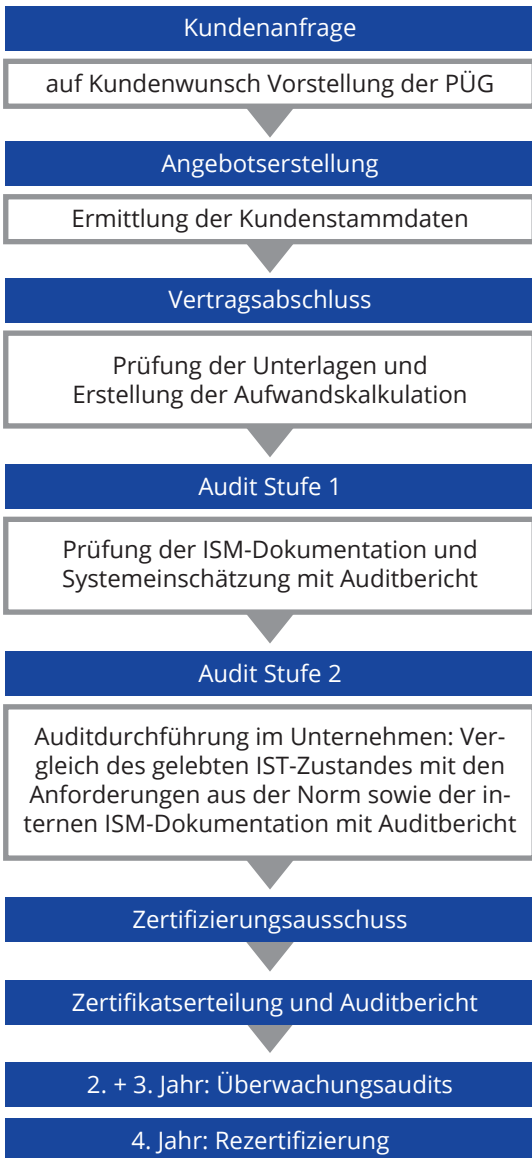 Kundenanfrage
auf Kundenwunsch Vorstellung der PÜG
Angebotserstellung
Ermittlung der Kundenstammdaten
Vertragsabschluss
Prüfung der Unterlagen und
Erstellung der Aufwandskalkulation
Audit Stufe 1
Prüfung der ISM-Dokumentation und
Systemeinschätzung mit Auditbericht
Audit Stufe 2
Auditdurchführung im Unternehmen: Ver-
gleich des gelebten IST-Zustandes mit den
Anforderungen aus der Norm sowie der in-
ternen ISM-Dokumentation mit Auditbericht
Zertifizierungsausschuss
Zertifikatserteilung und Auditbericht
2. + 3. Jahr: Überwachungsaudits
4. Jahr: Rezertifizierung